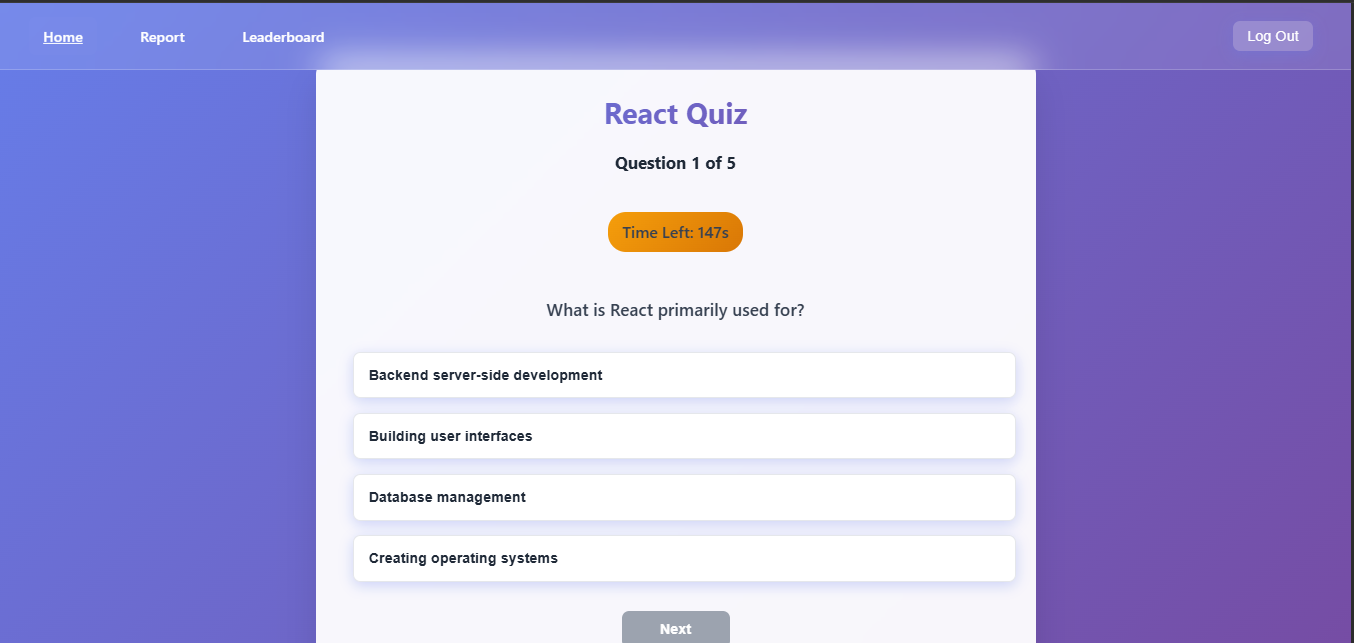 Home Report Leaderboard Log Out
React Quiz
Question 1 of 5
Time Left: 147s
What is React primarily used for?
Backend server-side development
Building user interfaces
Database management
Creating operating systems
Next